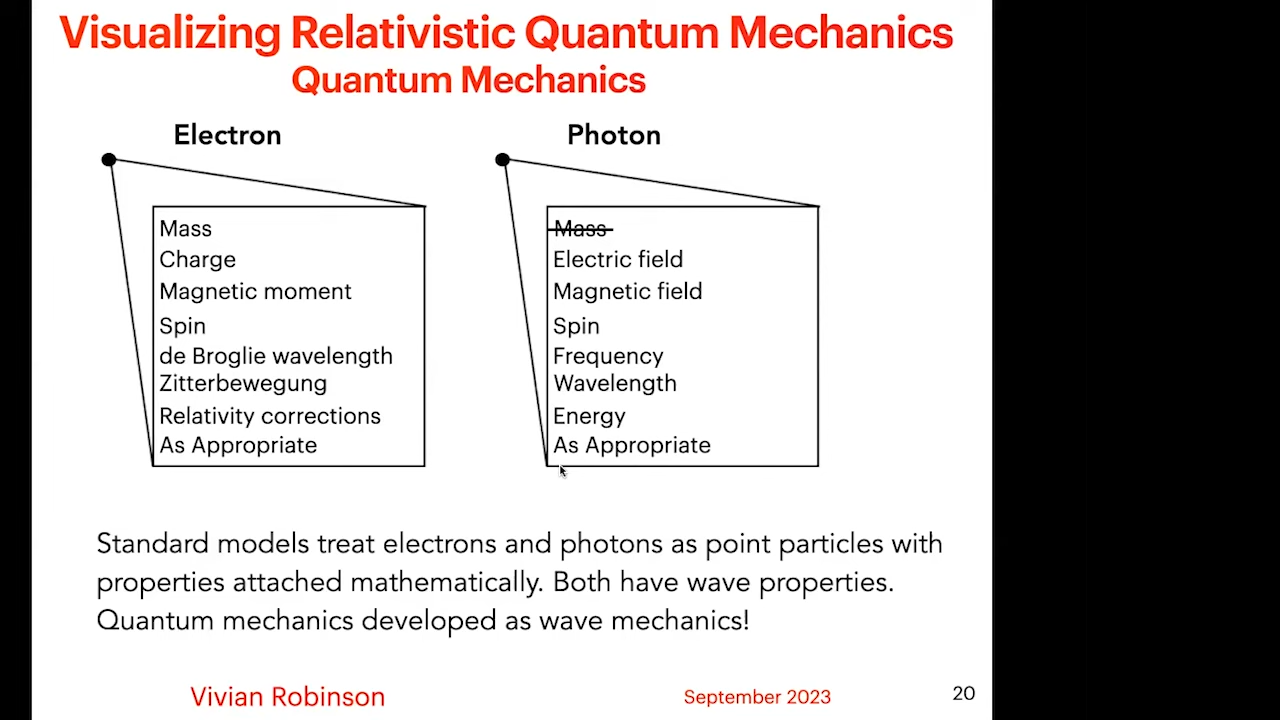 Visualizing Relativistic Quantum Mechanics
Quantum Mechanics
Electron
Mass
Charge
Magnetic moment
Spin
de Broglie wavelength
Zitterbewegung
Relativity corrections
As Appropriate
Photon
Mass
Electric field
Magnetic field
Spin
Frequency
Wavelength
Energy
As Appropriate
Standard models treat electrons and photons as point particles with
properties attached mathematically. Both have wave properties.
Quantum mechanics developed as wave mechanics!
Vivian Robinson
September 2023
20